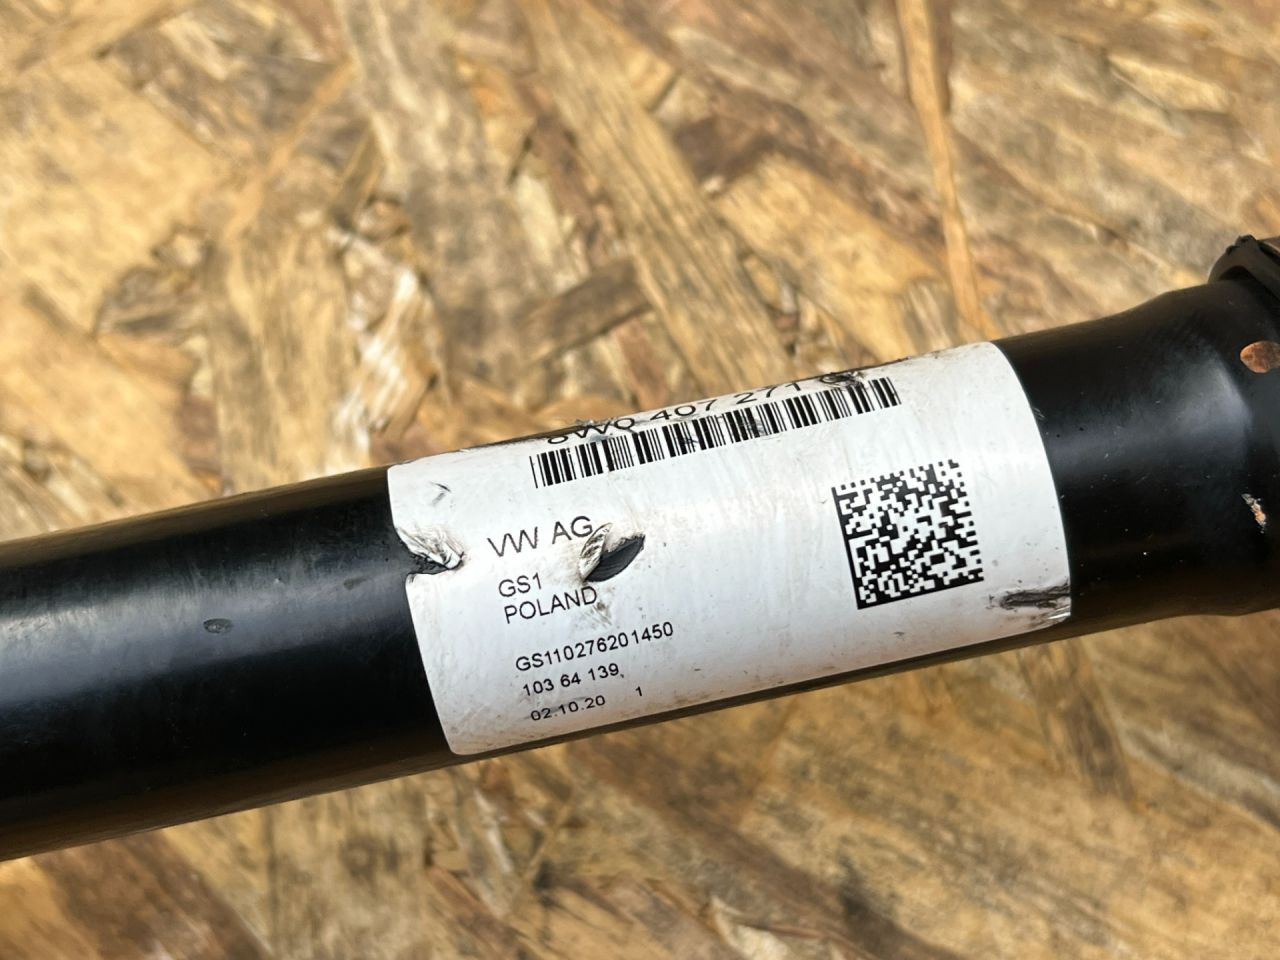 8W0 407 271
VW AG
GS1
POLAND
GS110276201450
103 64 139
02.10.20 1